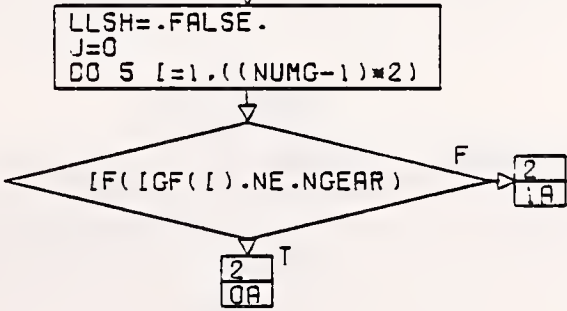 LLSH=.FALSE.
J=0
DO 5 I=1,((NUMG-1)*2)
IF(IGF(I).NE.NGEAR)
F
2
1A
T
2
0A